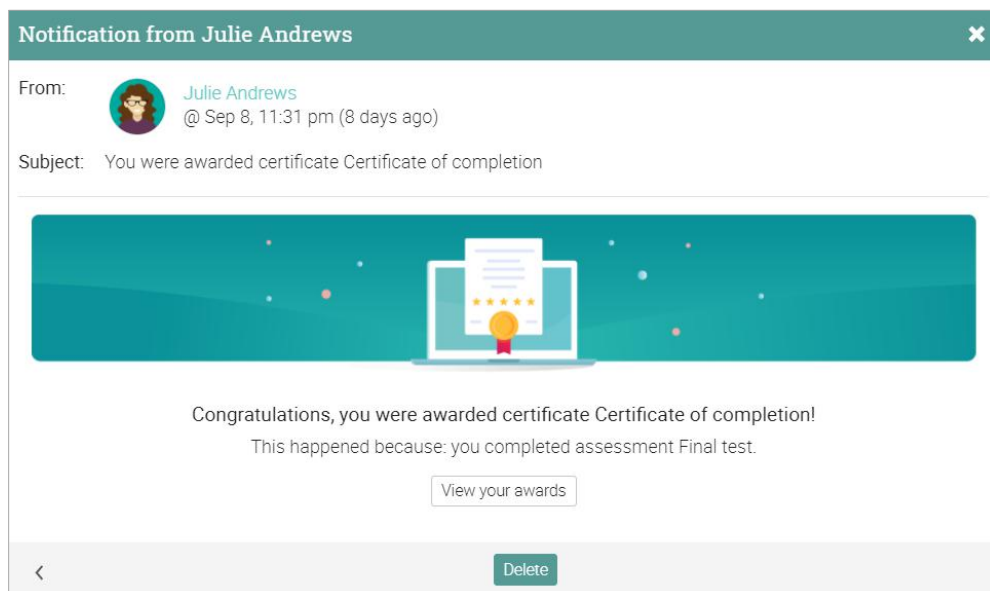 Notification from Julie Andrews
From:
Julie Andrews
@ Sep 8, 11:31 pm (8 days ago)
Subject: You were awarded certificate Certificate of completion
Congratulations, you were awarded certificate Certificate of completion!
This happened because: you completed assessment Final test.
View your awards
Delete